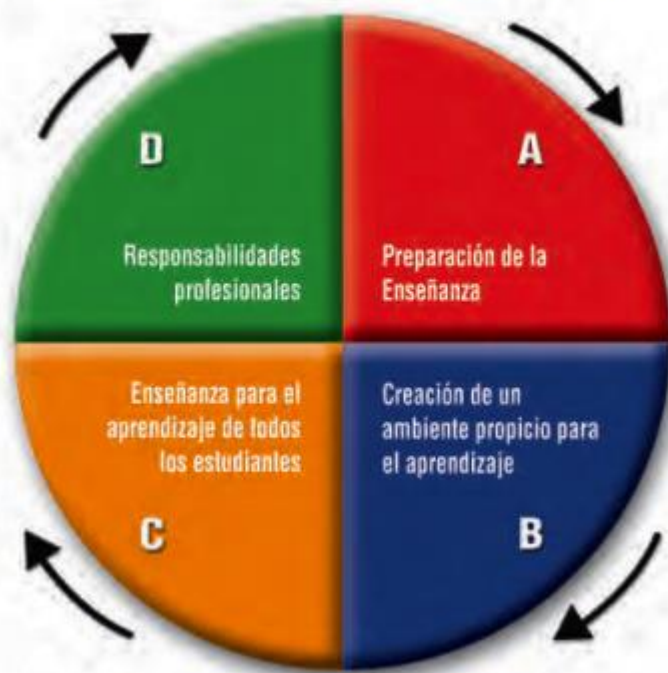 D
Responsabilidades
profesionales
A
Preparación de la
Enseñanza
Enseñanza para el
aprendizaje de todos
los estudiantes
C
Creación de un
ambiente propicio para
el aprendizaje
B